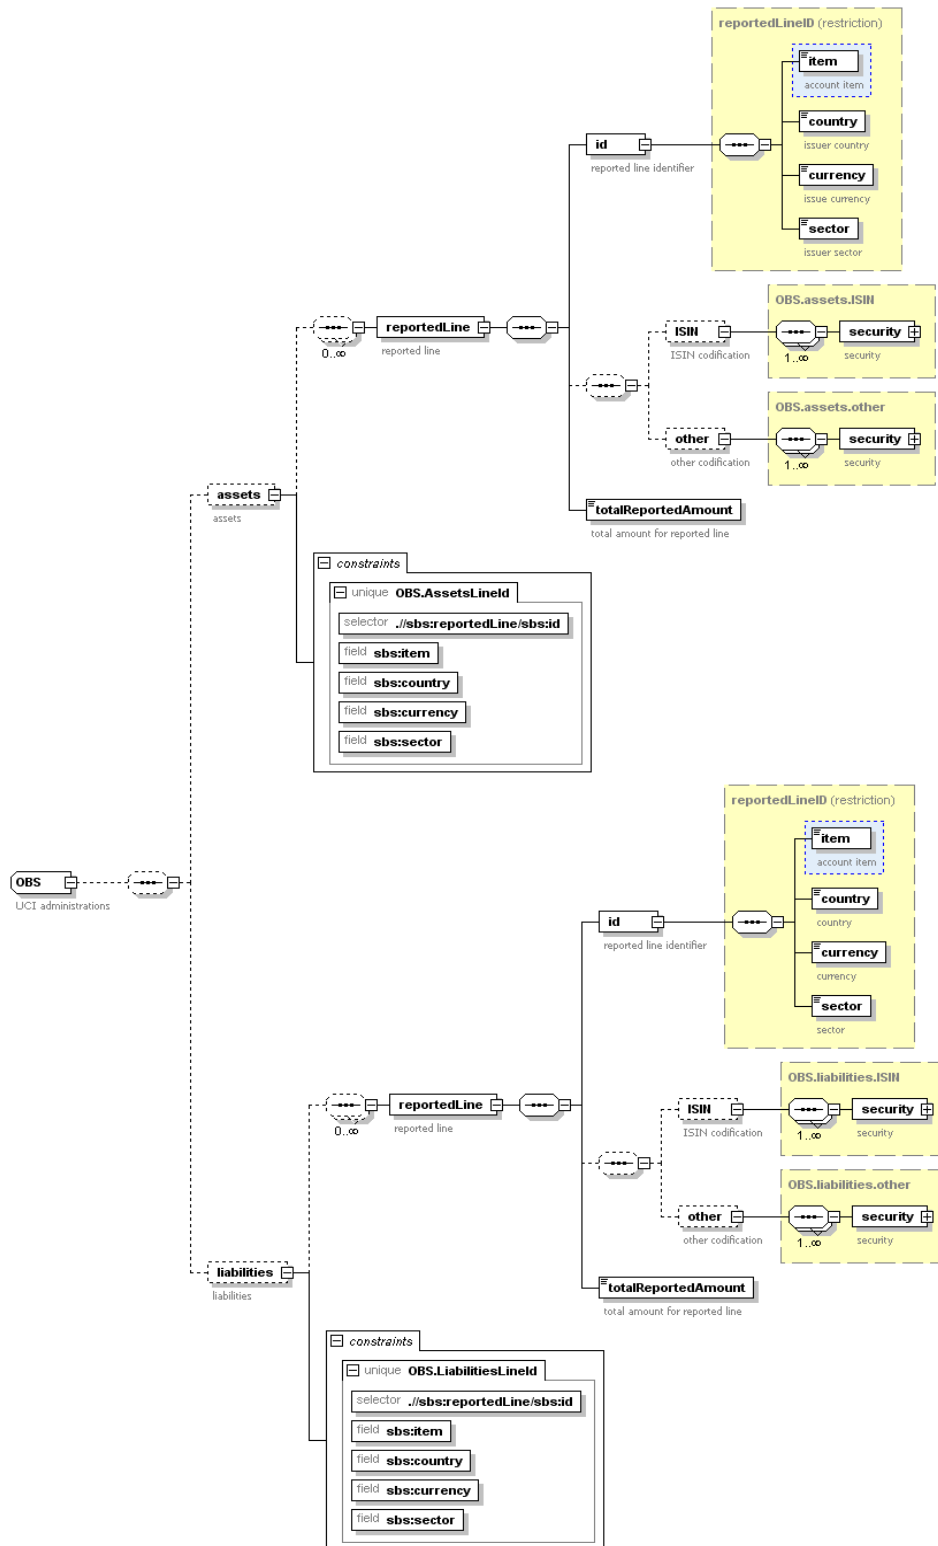 reportedLineID (restriction)
item
account item
country
issuer country
currency
issue currency
sector
issuer sector
id
reported line identifier
OBS.assets.ISIN
ISIN
ISIN codification
security
1..∞
security
OBS.assets.other
other
other codification
security
1..∞
security
reportedLine
0..∞
reported line
totalReportedAmount
total amount for reported line
assets
assets
constraints
unique OBS.AssetsLineId
selector .//sbs:reportedLine/sbs:id
field sbs:item
field sbs:country
field sbs:currency
field sbs:sector
OBS
UCI administrations
reportedLineID (restriction)
item
account item
country
country
currency
currency
sector
sector
id
reported line identifier
OBS.liabilities.ISIN
ISIN
ISIN codification
security
1..∞
security
OBS.liabilities.other
other
other codification
security
1..∞
security
reportedLine
0..∞
reported line
totalReportedAmount
total amount for reported line
liabilities
liabilities
constraints
unique OBS.LiabilitiesLineId
selector .//sbs:reportedLine/sbs:id
field sbs:item
field sbs:country
field sbs:currency
field sbs:sector